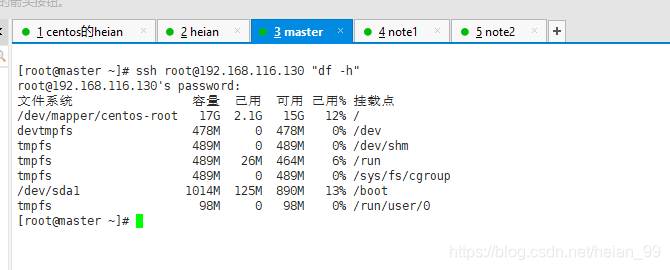 的前头按钮。
1 centos的heian
2 heian
3 master
4 note1
5 note2
[root@master ~]# ssh root@192.168.116.130 "df -h"
root@192.168.116.130's password:
文件系统 容量 已用 可用 已用% 挂载点
/dev/mapper/centos-root 17G 2.1G 15G 12% /
devtmpfs 478M 0 478M 0% /dev
tmpfs 489M 0 489M 0% /dev/shm
tmpfs 489M 26M 464M 6% /run
tmpfs 489M 0 489M 0% /sys/fs/cgroup
/dev/sda1 1014M 125M 890M 13% /boot
tmpfs 98M 0 98M 0% /run/user/0
[root@master ~]#
https://blog.csdn.net/heian_99